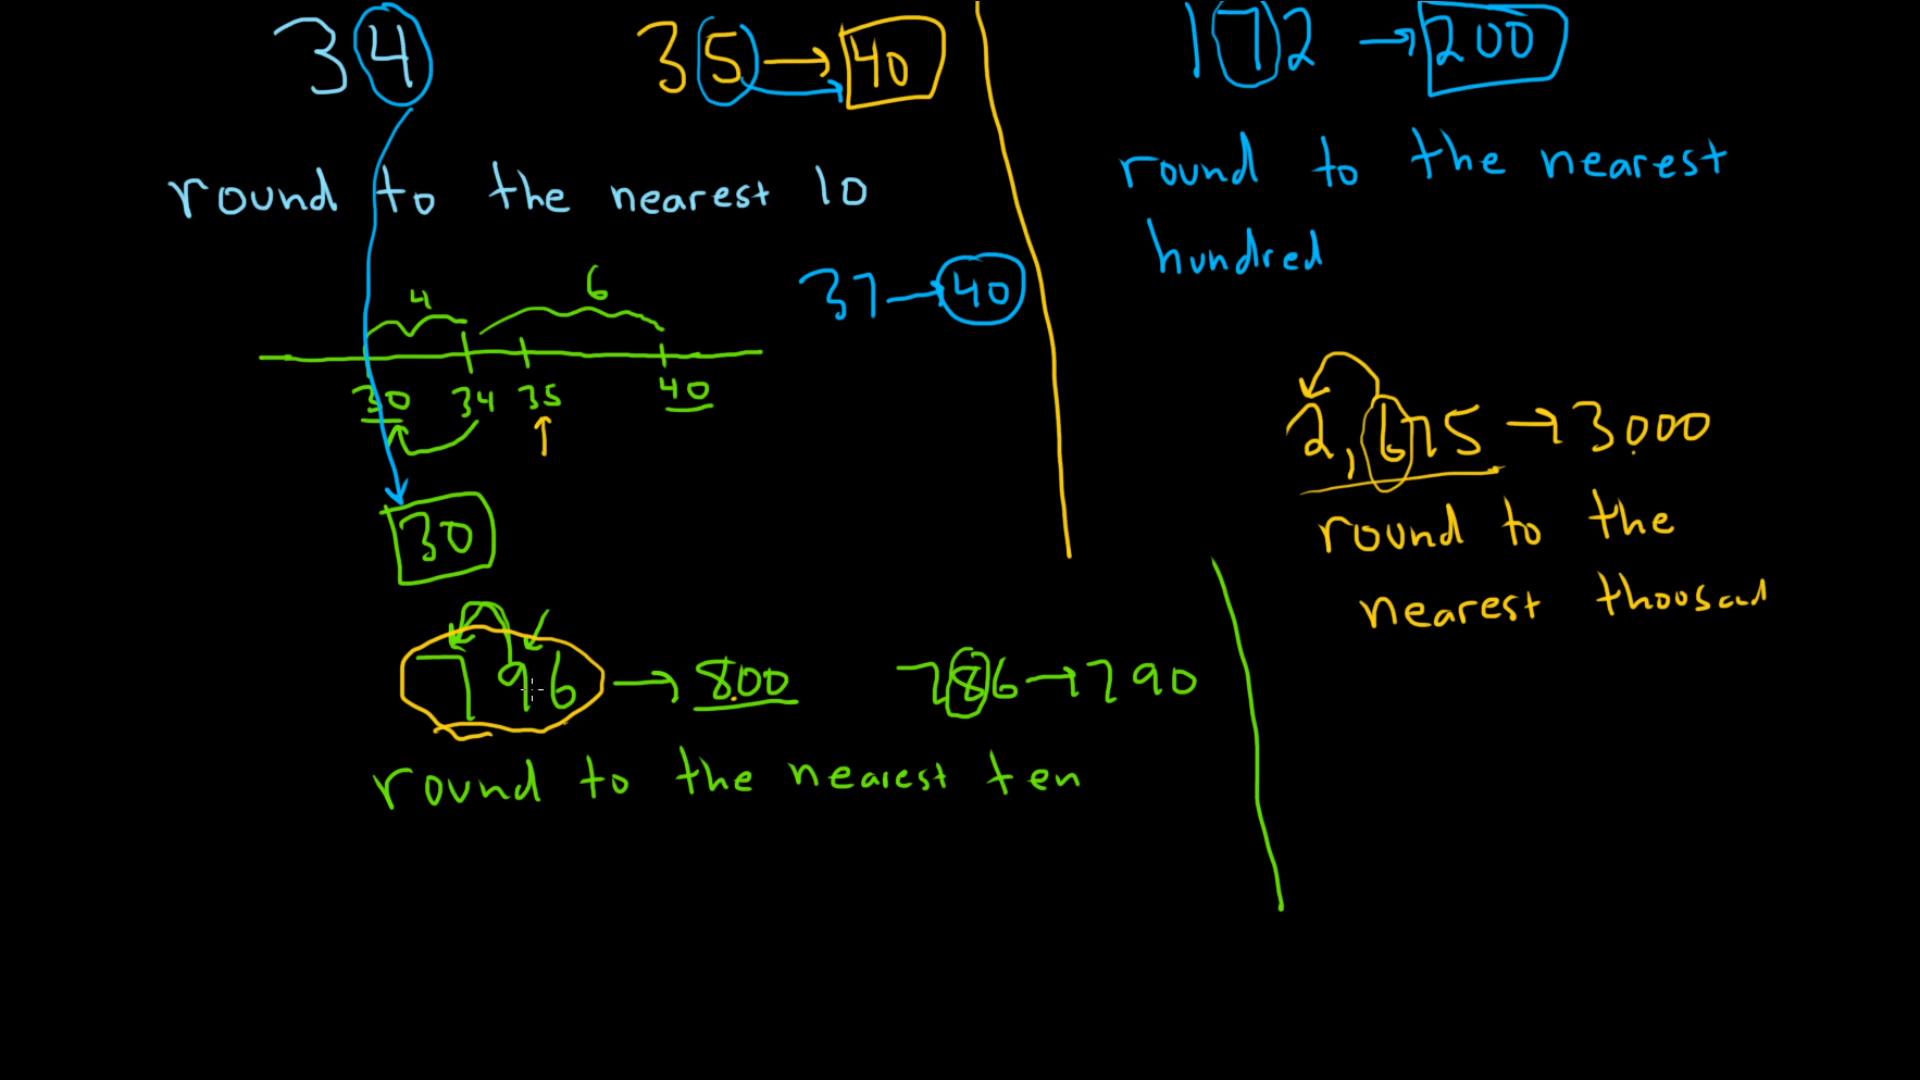 34
35 → 40
round to the nearest 10
4
6
37 → 40
30 34 35 40
30
796 → 800
786 → 790
round to the nearest ten
172 → 200
round to the nearest
hundred
2,675 → 3,000
round to the
nearest thousand